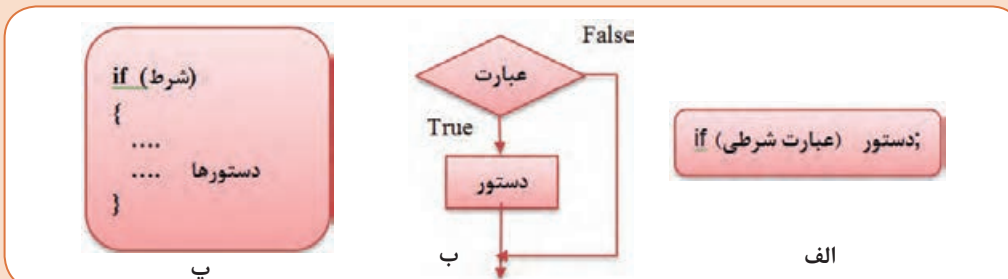 if (عبارت شرطی) دستور;
الف
False
عبارت
True
دستور
ب
if (شرط)
{
....
.... دستورها
}
پ